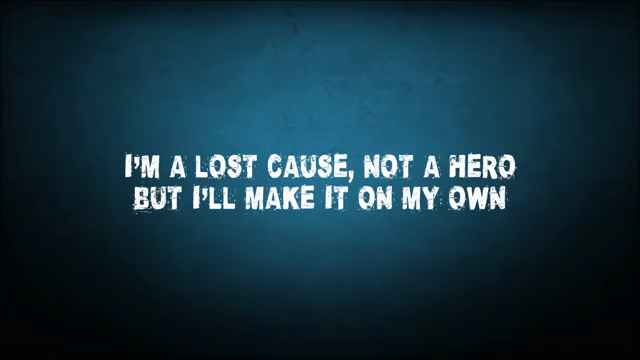 I'M A LOST CAUSE, NOT A HERO
BUT I'LL MAKE IT ON MY OWN